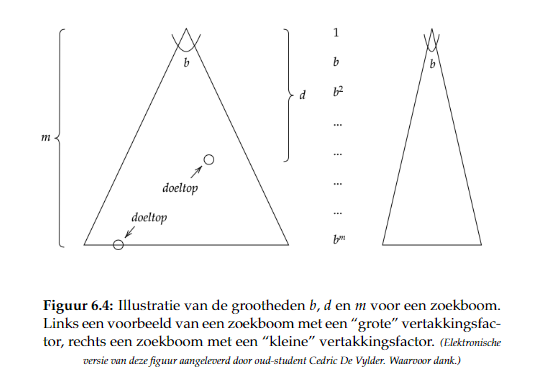 b
m
d
doeltop
doeltop
1
b
b²
...
...
...
...
bᵐ
b
Figuur 6.4: Illustratie van de grootheden b, d en m voor een zoekboom.
Links een voorbeeld van een zoekboom met een “grote” vertakkingsfac-
tor, rechts een zoekboom met een “kleine” vertakkingsfactor. (Elektronische
versie van deze figuur aangeleverd door oud-student Cedric De Vylder. Waarvoor dank.)